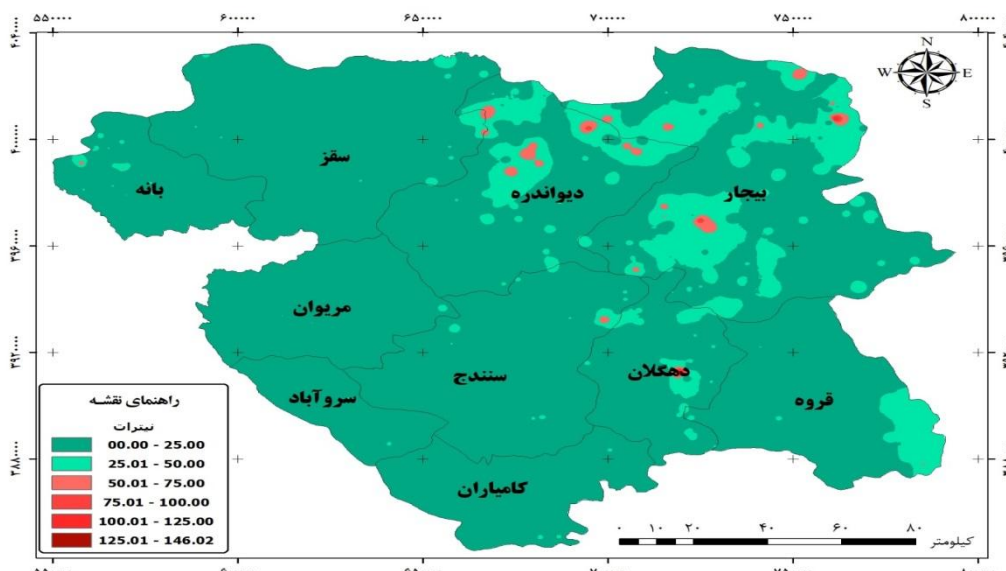 ۵۵۰۰۰۰ ۶۰۰۰۰۰ ۶۵۰۰۰۰ ۷۰۰۰۰۰ ۷۵۰۰۰۰ ۸۰۰۰۰۰
N
W E
S
سقز
بانه
دیواندره
بیجار
مریوان
سنندج
دهگلان
سروآباد
قروه
کامیاران
راهنمای نقشه
نیترات
00.00 - 25.00
25.01 - 50.00
50.01 - 75.00
75.01 - 100.00
100.01 - 125.00
125.01 - 146.02
۰ ۱۰ ۲۰ ۴۰ ۶۰ ۸۰
کیلومتر